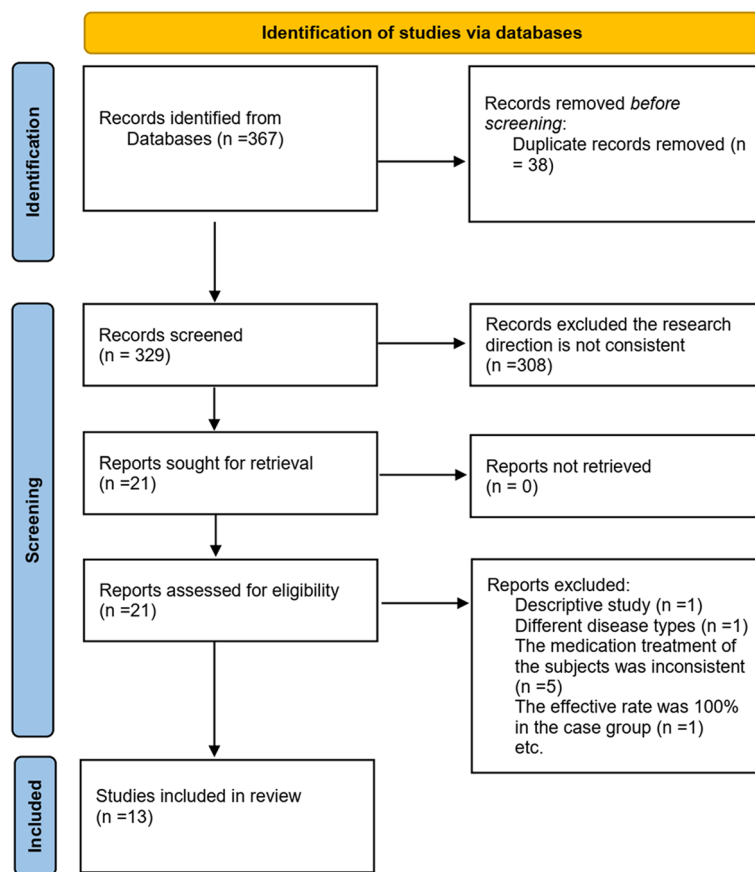 Identification of studies via databases
Identification
Records identified from
Databases (n =367)
Records removed before
screening:
Duplicate records removed (n
= 38)
Screening
Records screened
(n = 329)
Records excluded the research
direction is not consistent
(n =308)
Reports sought for retrieval
(n =21)
Reports not retrieved
(n = 0)
Reports assessed for eligibility
(n =21)
Reports excluded:
Descriptive study (n =1)
Different disease types (n =1)
The medication treatment of
the subjects was inconsistent
(n =5)
The effective rate was 100%
in the case group (n =1)
etc.
Included
Studies included in review
(n =13)